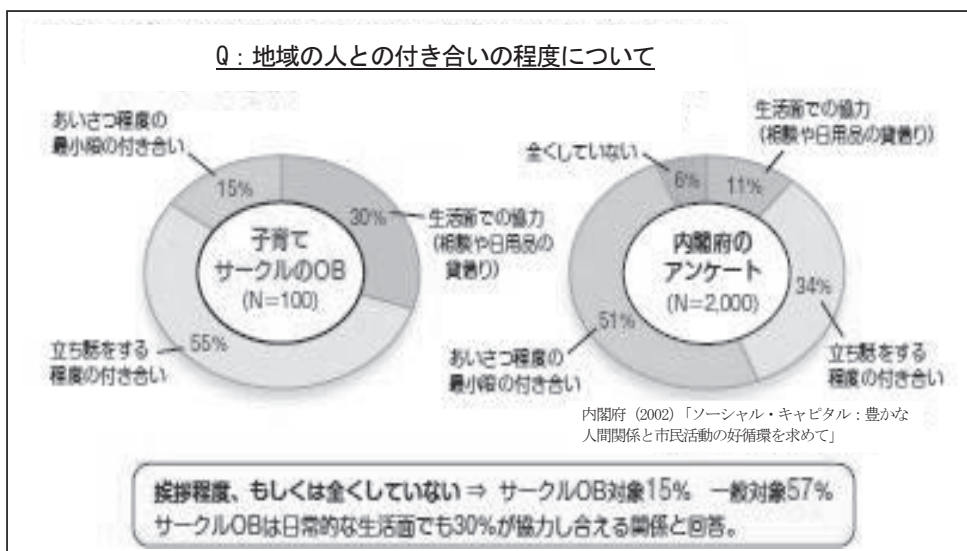 Q：地域の人との付き合いの程度について
あいさつ程度の
最小限の付き合い
15%
30%
生活面での協力
(相談や日用品の
貸借り)
子育て
サークルのOB
(N=100)
立ち話をする
程度の付き合い
55%
全くしていない
6%
生活面での協力
(相談や日用品の貸借り)
11%
内閣府の
アンケート
(N=2,000)
34%
51%
あいさつ程度の
最小限の付き合い
立ち話をする
程度の付き合い
内閣府（2002）「ソーシャル・キャピタル：豊かな
人間関係と市民活動の好循環を求めて」
挨拶程度、もしくは全くしていない ⇒ サークルOB対象15%　一般対象57%
サークルOBは日常的な生活面でも30%が協力し合える関係と回答。